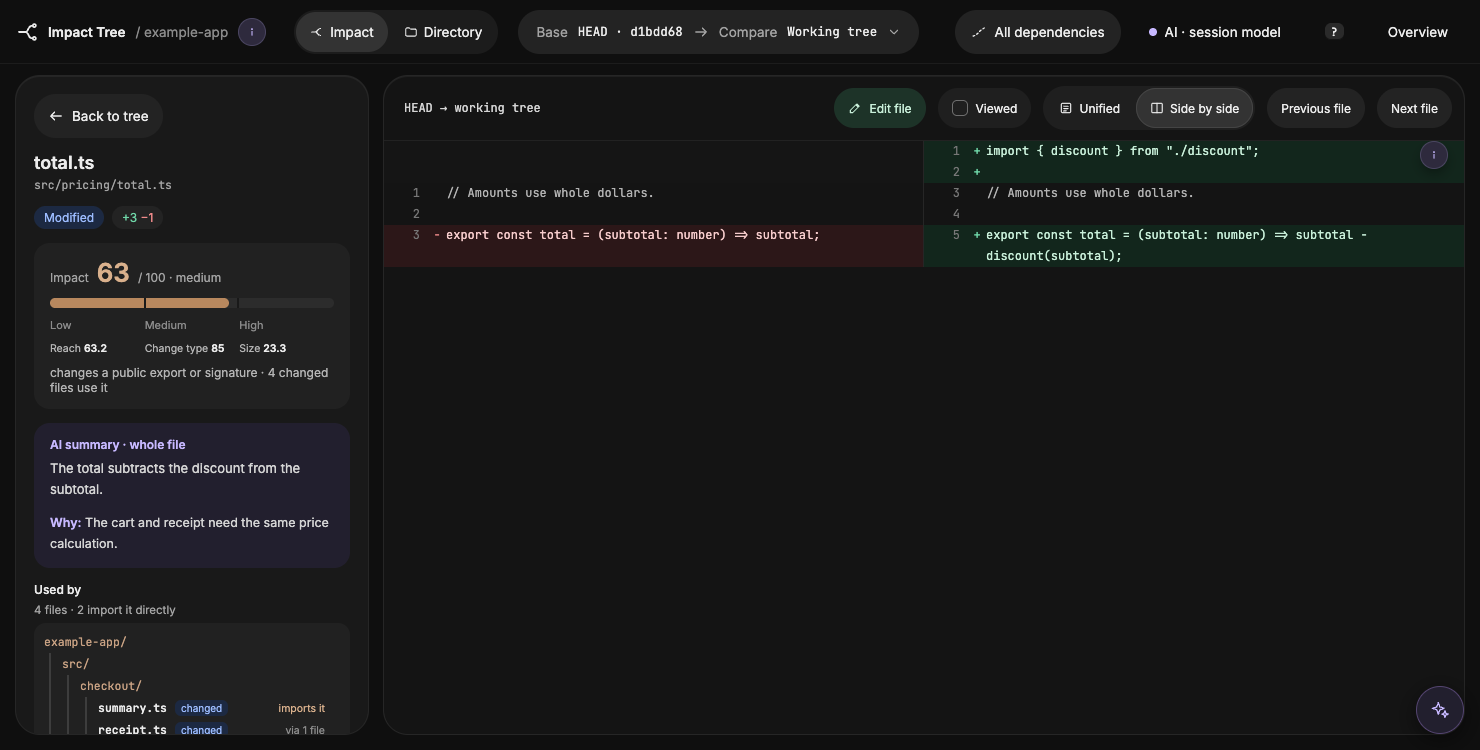 Impact Tree / example-app i
Impact Directory
Base HEAD · d1bdd68 → Compare Working tree
All dependencies
AI · session model
?
Overview
← Back to tree
total.ts
src/pricing/total.ts
Modified +3 −1
Impact 63 / 100 · medium
Low Medium High
Reach 63.2 Change type 85 Size 23.3
changes a public export or signature · 4 changed
files use it
AI summary · whole file
The total subtracts the discount from the
subtotal.
Why: The cart and receipt need the same price
calculation.
Used by
4 files · 2 import it directly
example-app/
src/
checkout/
summary.ts changed imports it
receipt.ts changed via 1 file
HEAD → working tree
Edit file
Viewed
Unified Side by side
Previous file
Next file
1 // Amounts use whole dollars.
2
3 - export const total = (subtotal: number) => subtotal;
1 + import { discount } from "./discount";
2 +
3 // Amounts use whole dollars.
4
5 + export const total = (subtotal: number) => subtotal -
discount(subtotal);
i